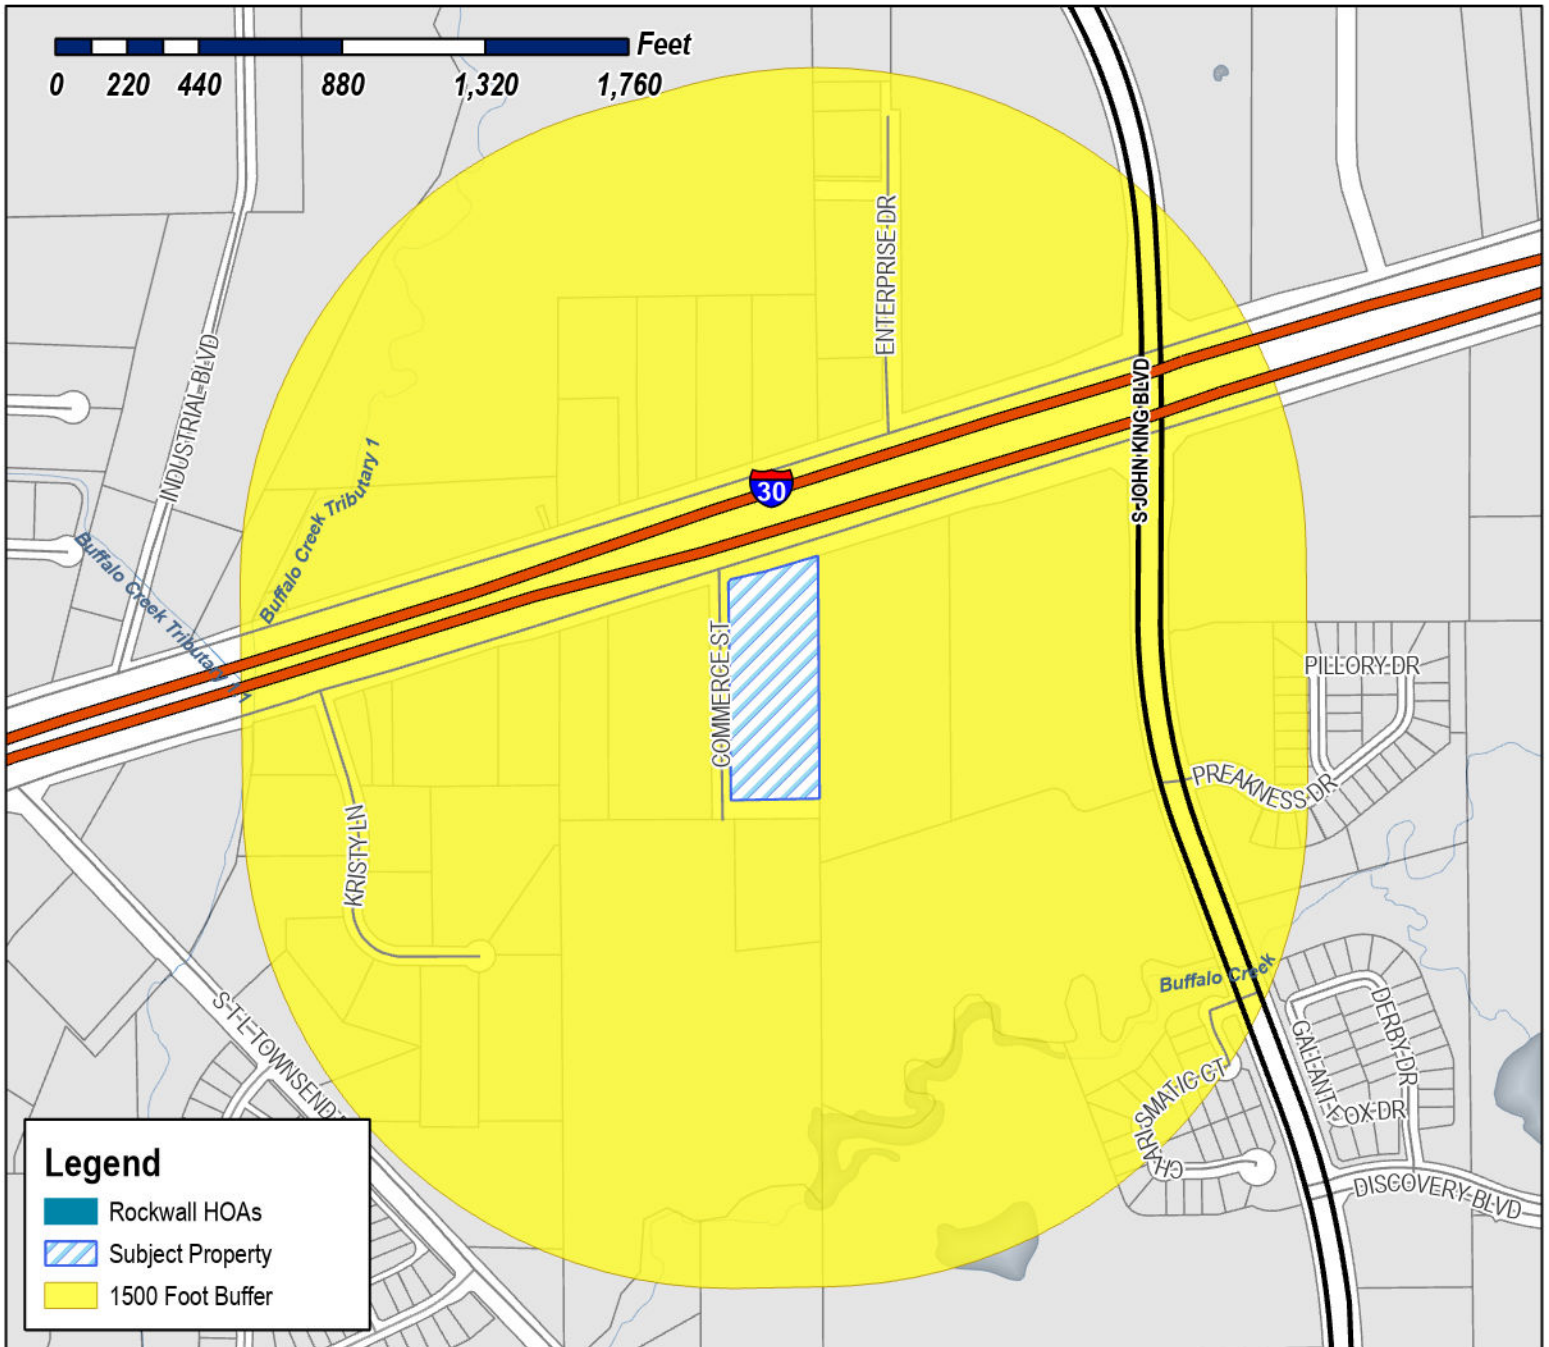 Feet
0 220 440 880 1,320 1,760
ENTERPRISE DR
INDUSTRIAL BLVD
S JOHN KING BLVD
Buffalo Creek Tributary 1
30
Buffalo Creek Tributary 1.1
COMMERCE ST
PILLORY DR
PREAKNESS DR
KRISTY LN
Buffalo Creek
S T L TOWNSEND
DERBY DR
GALLANT FOX DR
CHARISMATIC CT
DISCOVERY BLVD
Legend
Rockwall HOAs
Subject Property
1500 Foot Buffer